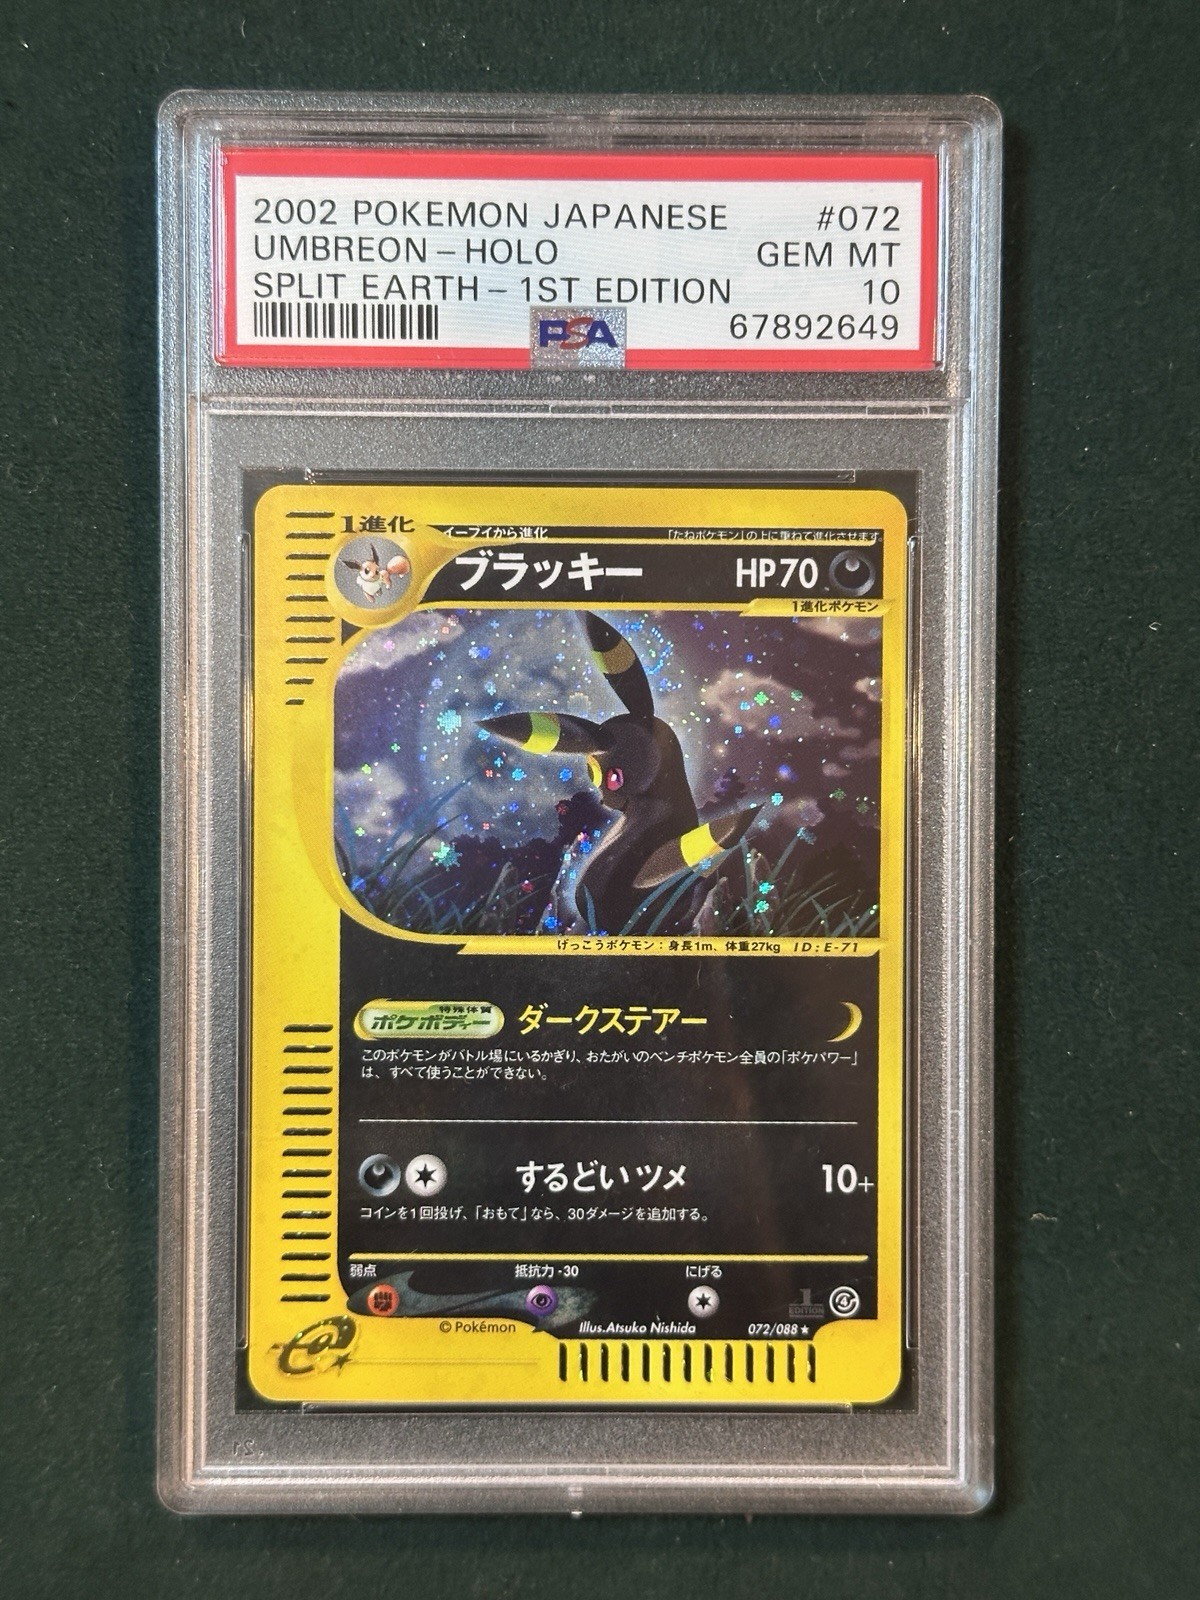 2002 POKEMON JAPANESE #072
UMBREON - HOLO GEM MT
SPLIT EARTH - 1ST EDITION 10
PSA 67892649
1進化 イーブイから進化 「たねポケモン」の上に重ねて進化させます。
ブラッキー HP70
1進化ポケモン
げっこうポケモン:身長1m、体重27kg ID:E-71
特殊体質
ポケボディー ダークステアー
このポケモンがバトル場にいるかぎり、おたがいのベンチポケモン全員の「ポケパワー」
は、すべて使うことができない。
するどいツメ 10+
コインを1回投げ、「おもて」なら、30ダメージを追加する。
弱点 抵抗力-30 にげる
1
EDITION
© Pokémon Illus.Atsuko Nishida 072/088★
e